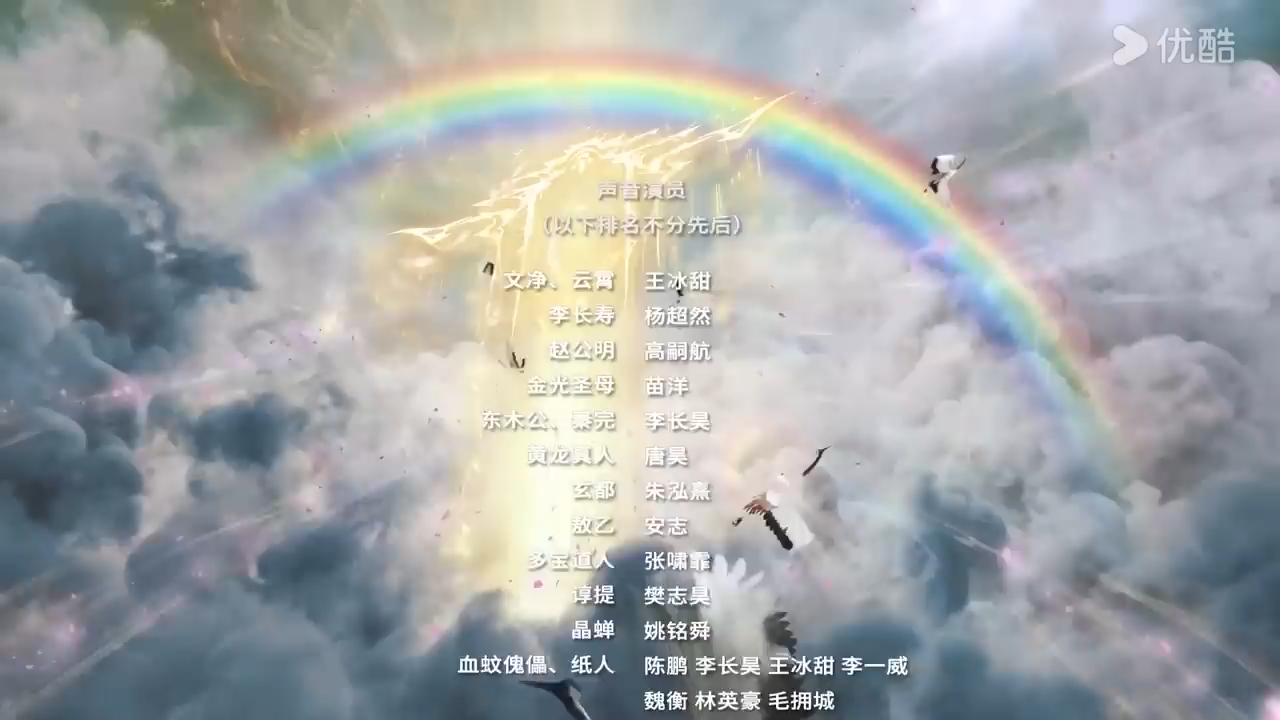 优酷
声音演员
（以下排名不分先后）
文净、云霄 王冰甜
李长寿 杨超然
赵公明 高嗣航
金光圣母 苗洋
东木公、秦完 李长昊
黄龙真人 唐昊
玄都 朱泓熹
敖乙 安志
多宝道人 张啸霏
谆提 樊志昊
晶蝉 姚铭舜
血蚊傀儡、纸人 陈鹏 李长昊 王冰甜 李一威
魏衡 林英豪 毛拥城